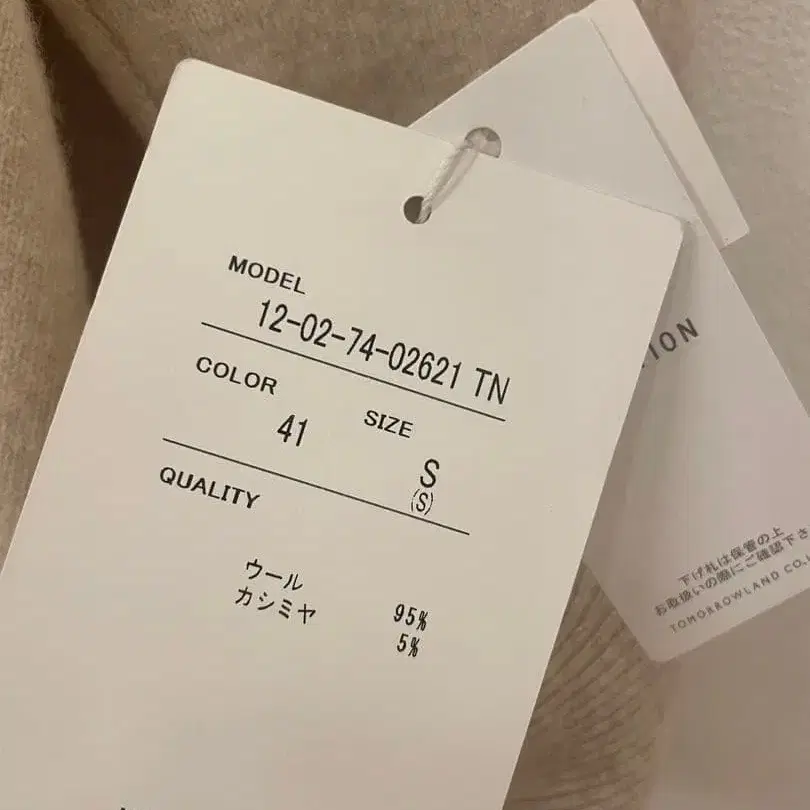 MODEL
12-02-74-02621 TN
COLOR
SIZE
41
S
(S)
QUALITY
ウール
95%
カシミヤ
5%
ION
下げ札は保管の上
お取扱いの際にご確認下さ
TOMORROWLAND CO.,